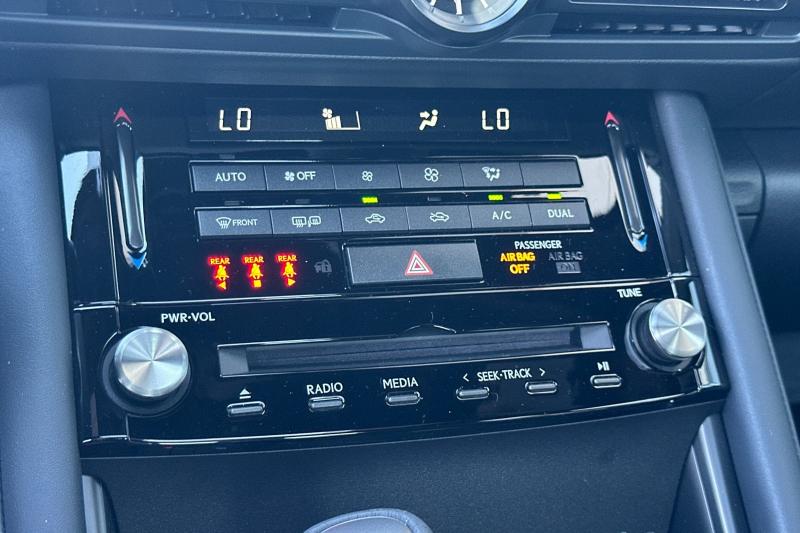 LO LO
AUTO OFF
FRONT A/C DUAL
REAR REAR REAR
PASSENGER
AIR BAG AIR BAG
OFF ON
PWR•VOL TUNE
RADIO MEDIA < SEEK•TRACK >